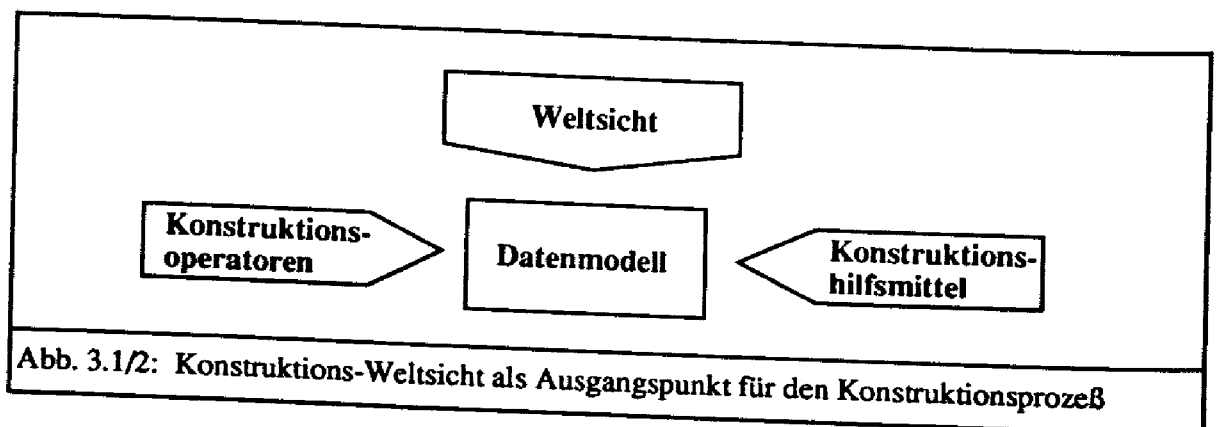 Weltsicht
Konstruktions-
operatoren
Datenmodell
Konstruktions-
hilfsmittel
Abb. 3.1/2: Konstruktions-Weltsicht als Ausgangspunkt für den Konstruktionsprozeß